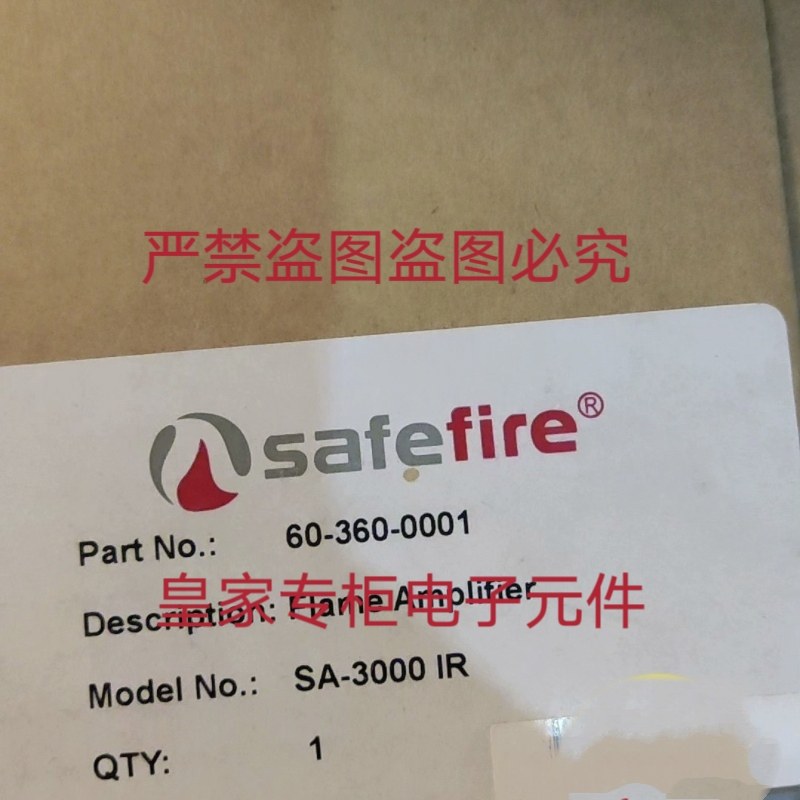 严禁盗图盗图必究
safefire®
Part No.: 60-360-0001
皇家专柜电子元件
Description: Flame Amplifier
Model No.: SA-3000 IR
QTY: 1